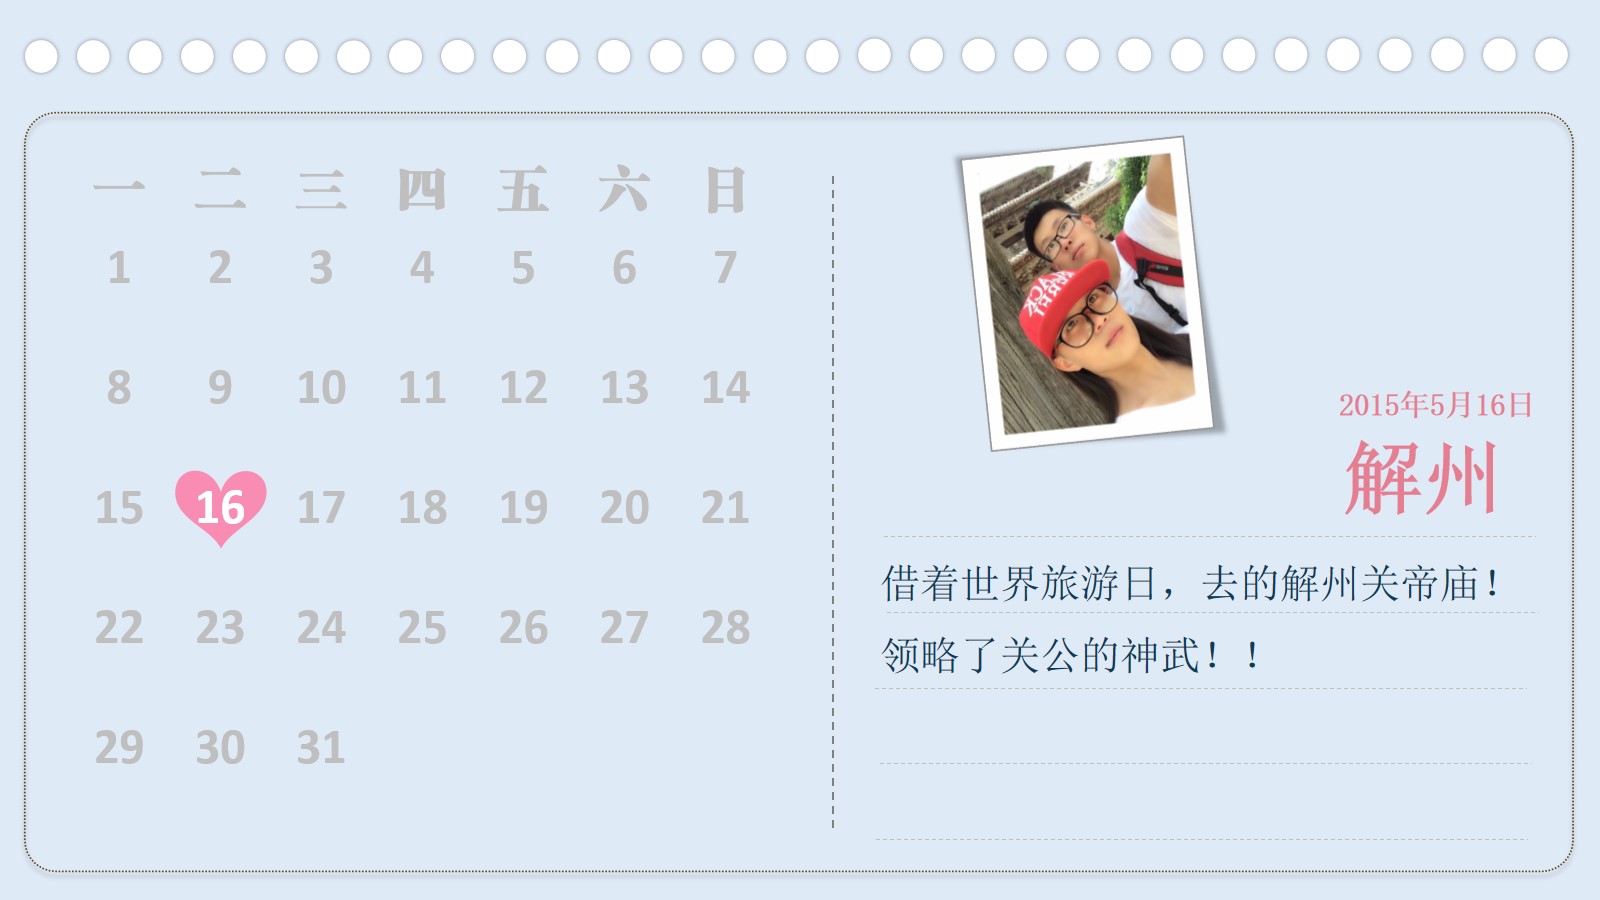 一 二 三 四 五 六 日
1 2 3 4 5 6 7
8 9 10 11 12 13 14
15 16 17 18 19 20 21
22 23 24 25 26 27 28
29 30 31
2015年5月16日
解州
借着世界旅游日，去的解州关帝庙！
领略了关公的神武！！